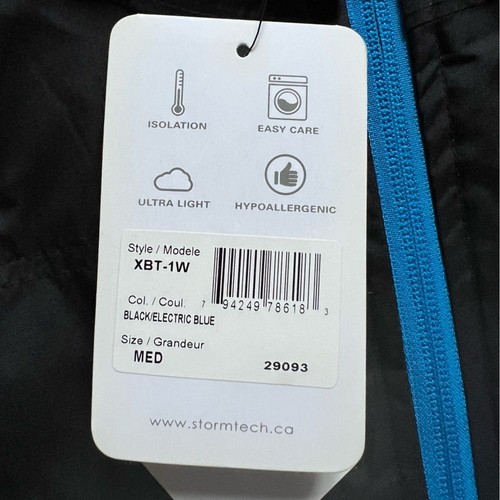 ISOLATION
EASY CARE
ULTRA LIGHT
HYPOALLERGENIC
Style / Modele
XBT-1W
Col. / Coul.
BLACK/ELECTRIC BLUE
7 94249 78618 3
Size / Grandeur
MED
29093
www.stormtech.ca